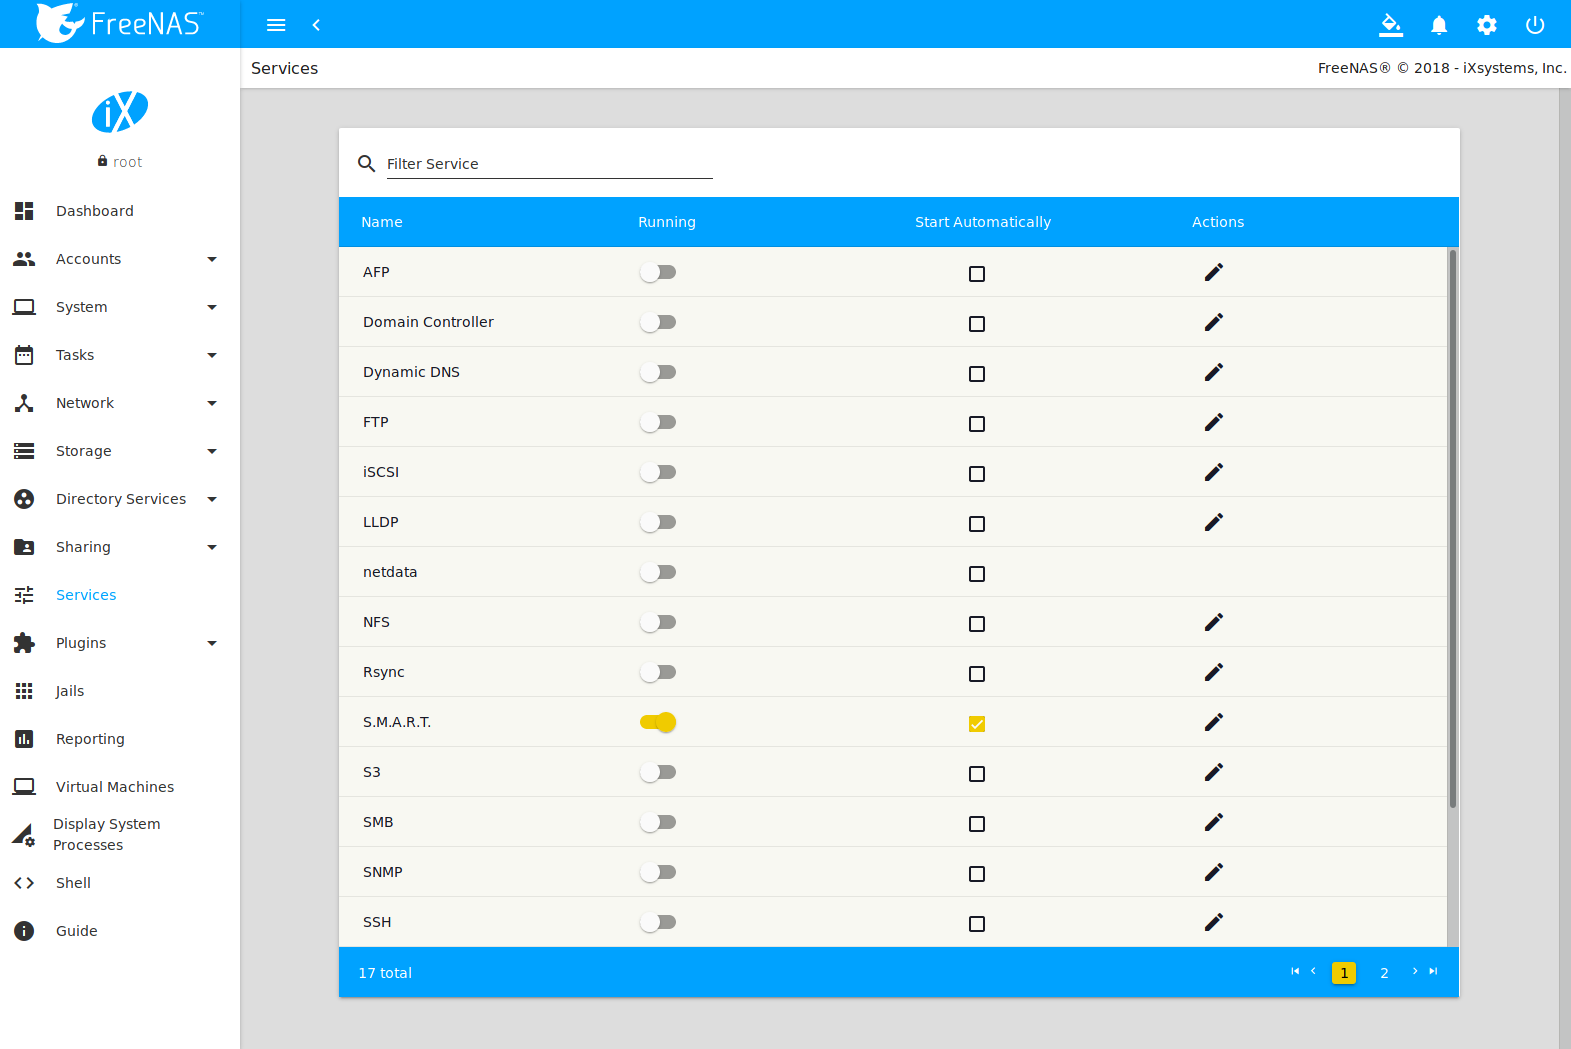 FreeNAS™
Services
FreeNAS® © 2018 - iXsystems, Inc.
iX
root
Dashboard
Accounts
System
Tasks
Network
Storage
Directory Services
Sharing
Services
Plugins
Jails
Reporting
Virtual Machines
Display System
Processes
Shell
Guide
Filter Service
Name Running Start Automatically Actions
AFP
Domain Controller
Dynamic DNS
FTP
iSCSI
LLDP
netdata
NFS
Rsync
S.M.A.R.T.
S3
SMB
SNMP
SSH
17 total 1 2